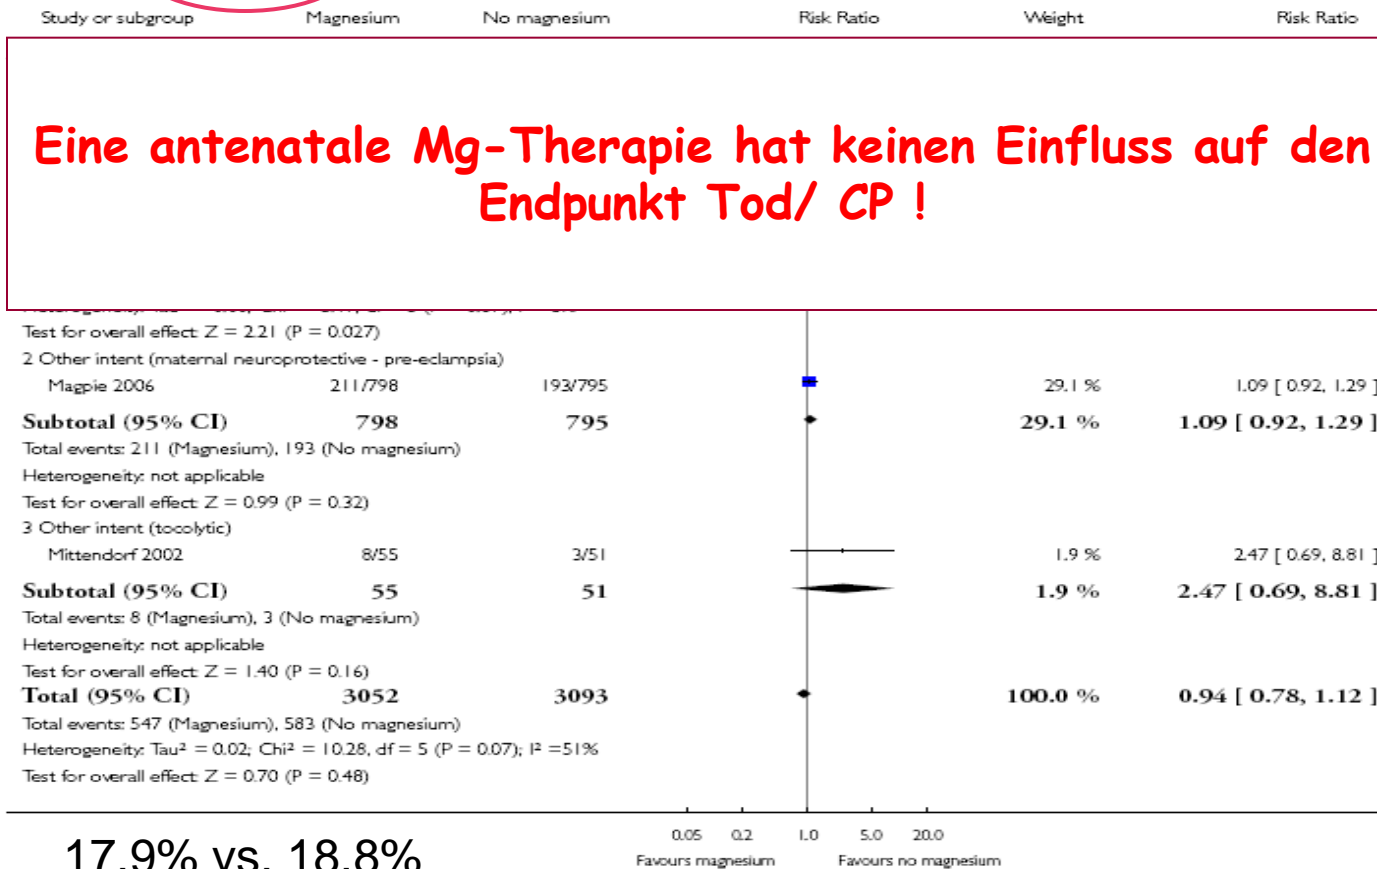 Study or subgroup Magnesium No magnesium Risk Ratio Weight Risk Ratio
Eine antenatale Mg-Therapie hat keinen Einfluss auf den
Endpunkt Tod/ CP !
Test for overall effect: Z = 2.21 (P = 0.027)
2 Other intent (maternal neuroprotective - pre-eclampsia)
Magpie 2006 211/798 193/795 29.1 % 1.09 [ 0.92, 1.29 ]
Subtotal (95% CI) 798 795 29.1 % 1.09 [ 0.92, 1.29 ]
Total events: 211 (Magnesium), 193 (No magnesium)
Heterogeneity: not applicable
Test for overall effect: Z = 0.99 (P = 0.32)
3 Other intent (tocolytic)
Mittendorf 2002 8/55 3/51 1.9 % 2.47 [ 0.69, 8.81 ]
Subtotal (95% CI) 55 51 1.9 % 2.47 [ 0.69, 8.81 ]
Total events: 8 (Magnesium), 3 (No magnesium)
Heterogeneity: not applicable
Test for overall effect: Z = 1.40 (P = 0.16)
Total (95% CI) 3052 3093 100.0 % 0.94 [ 0.78, 1.12 ]
Total events: 547 (Magnesium), 583 (No magnesium)
Heterogeneity: Tau² = 0.02; Chi² = 10.28, df = 5 (P = 0.07); I² =51%
Test for overall effect: Z = 0.70 (P = 0.48)
0.05 0.2 1.0 5.0 20.0
Favours magnesium Favours no magnesium
17.9% vs. 18.8%